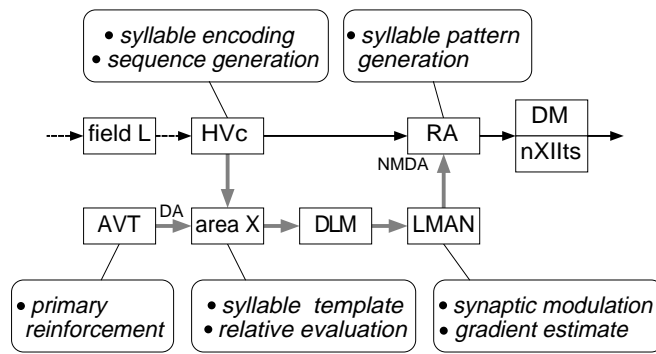 • syllable encoding
• sequence generation
• syllable pattern
generation
field L
HVc
RA
DM
nXIIts
NMDA
DA
AVT
area X
DLM
LMAN
• primary
reinforcement
• syllable template
• relative evaluation
• synaptic modulation
• gradient estimate